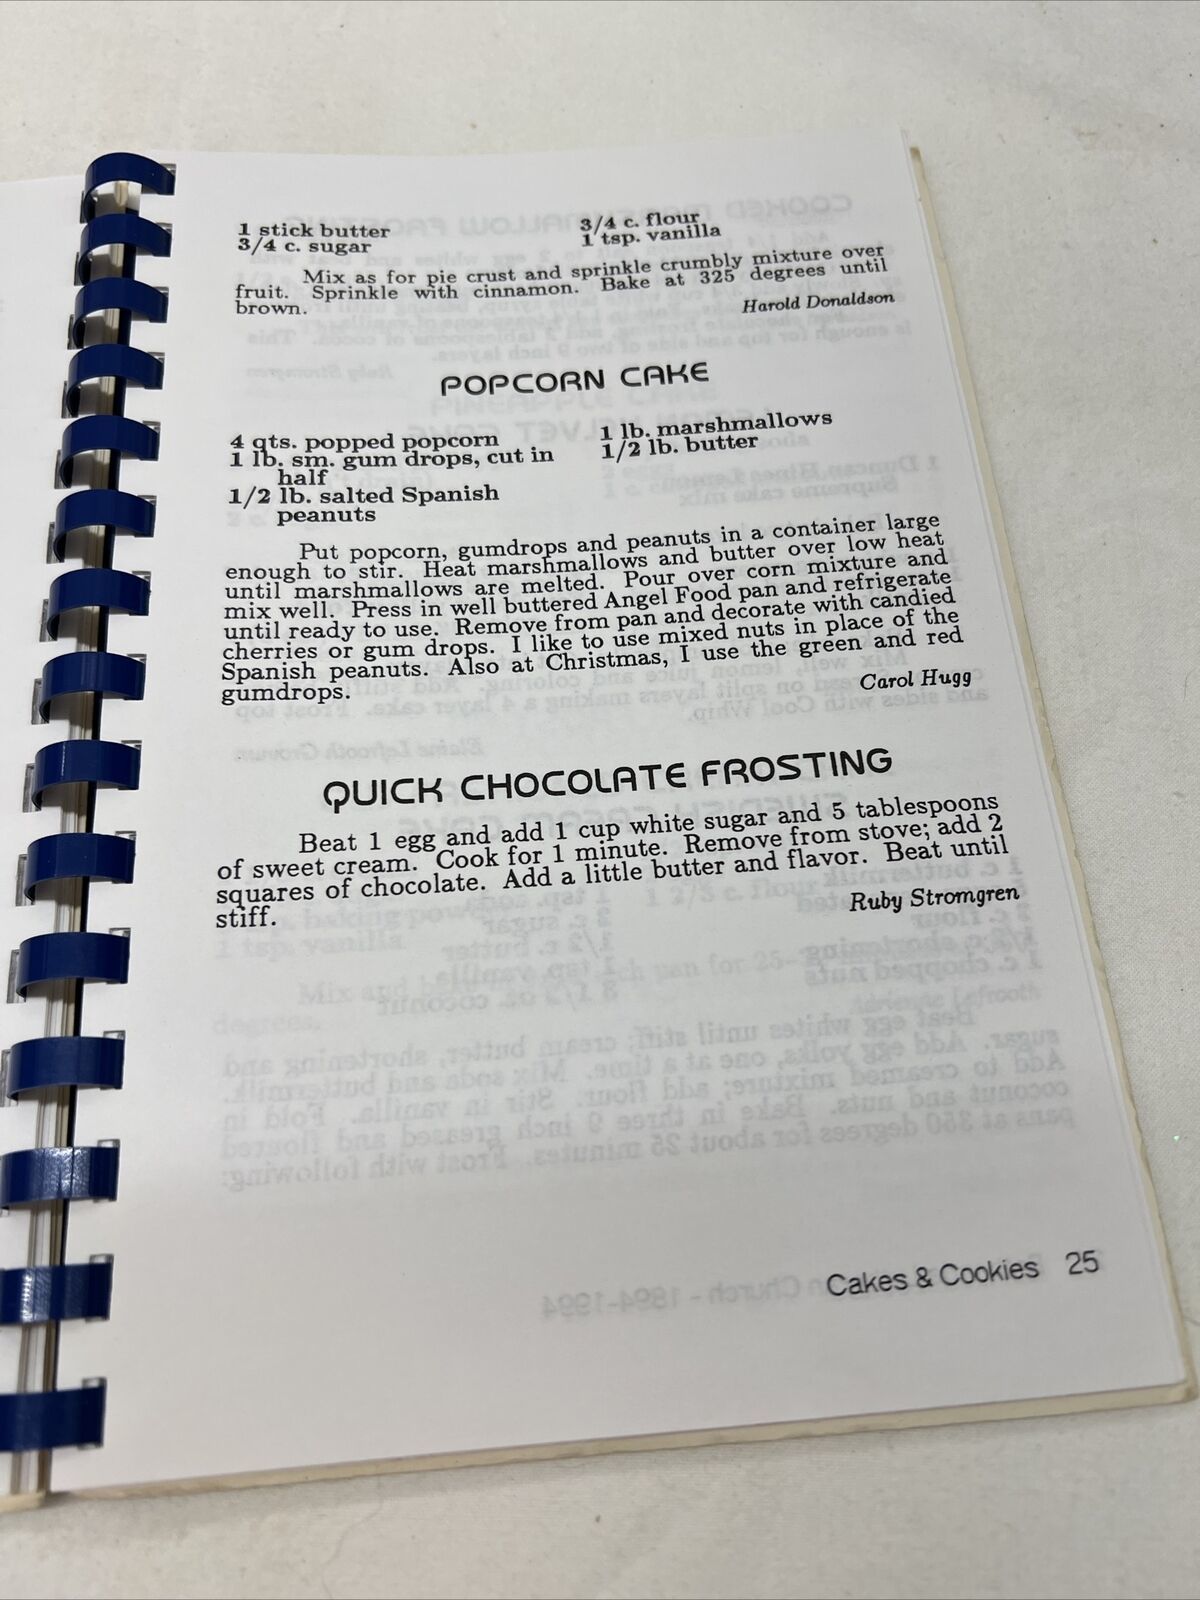 1 stick butter 3/4 c. flour
3/4 c. sugar 1 tsp. vanilla
Mix as for pie crust and sprinkle crumbly mixture over
fruit. Sprinkle with cinnamon. Bake at 325 degrees until
brown. Harold Donaldson
POPCORN CAKE
4 qts. popped popcorn 1 lb. marshmallows
1 lb. sm. gum drops, cut in 1/2 lb. butter
half
1/2 lb. salted Spanish
peanuts
Put popcorn, gumdrops and peanuts in a container large
enough to stir. Heat marshmallows and butter over low heat
until marshmallows are melted. Pour over corn mixture and
mix well. Press in well buttered Angel Food pan and refrigerate
until ready to use. Remove from pan and decorate with candied
cherries or gum drops. I like to use mixed nuts in place of the
Spanish peanuts. Also at Christmas, I use the green and red
gumdrops. Carol Hugg
QUICK CHOCOLATE FROSTING
Beat 1 egg and add 1 cup white sugar and 5 tablespoons
of sweet cream. Cook for 1 minute. Remove from stove; add 2
squares of chocolate. Add a little butter and flavor. Beat until
stiff. Ruby Stromgren
Cakes & Cookies 25